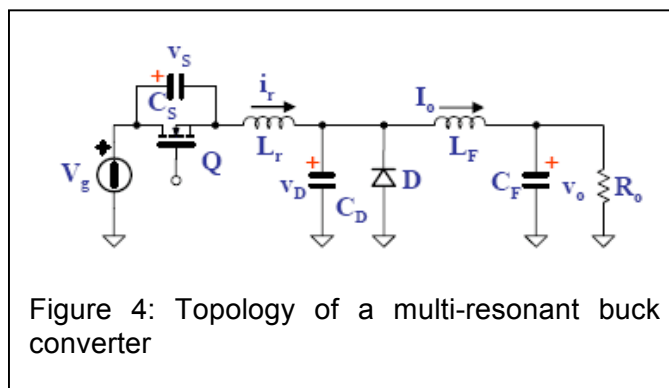 v_S
+
C_S
i_r
I_o
V_g
+
Q
L_r
+
v_D
C_D
D
L_F
+
C_F
v_o
R_o
Figure 4: Topology of a multi-resonant buck
converter